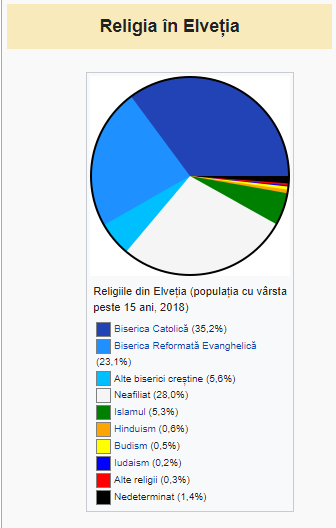 Religia în Elveția
Religiile din Elveția (populația cu vârsta
peste 15 ani, 2018)
Biserica Catolică (35,2%)
Biserica Reformată Evanghelică
(23,1%)
Alte biserici creștine (5,6%)
Neafiliat (28,0%)
Islamul (5,3%)
Hinduism (0,6%)
Budism (0,5%)
Iudaism (0,2%)
Alte religii (0,3%)
Nedeterminat (1,4%)